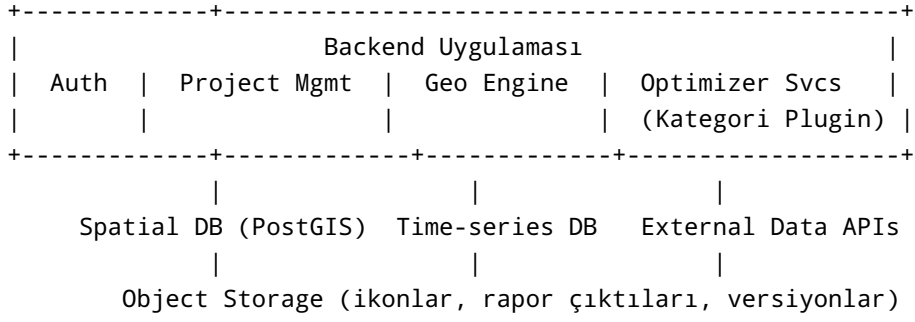 +-------------+---------------------------------------------+
|                    Backend Uygulaması                     |
|  Auth  |  Project Mgmt  |  Geo Engine  |  Optimizer Svcs   |
|        |                |              |  (Kategori Plugin) |
+-------------+-------------+-------------+-------------------+
|                 |                |
Spatial DB (PostGIS)  Time-series DB   External Data APIs
|                 |                |
Object Storage (ikonlar, rapor çıktıları, versiyonlar)